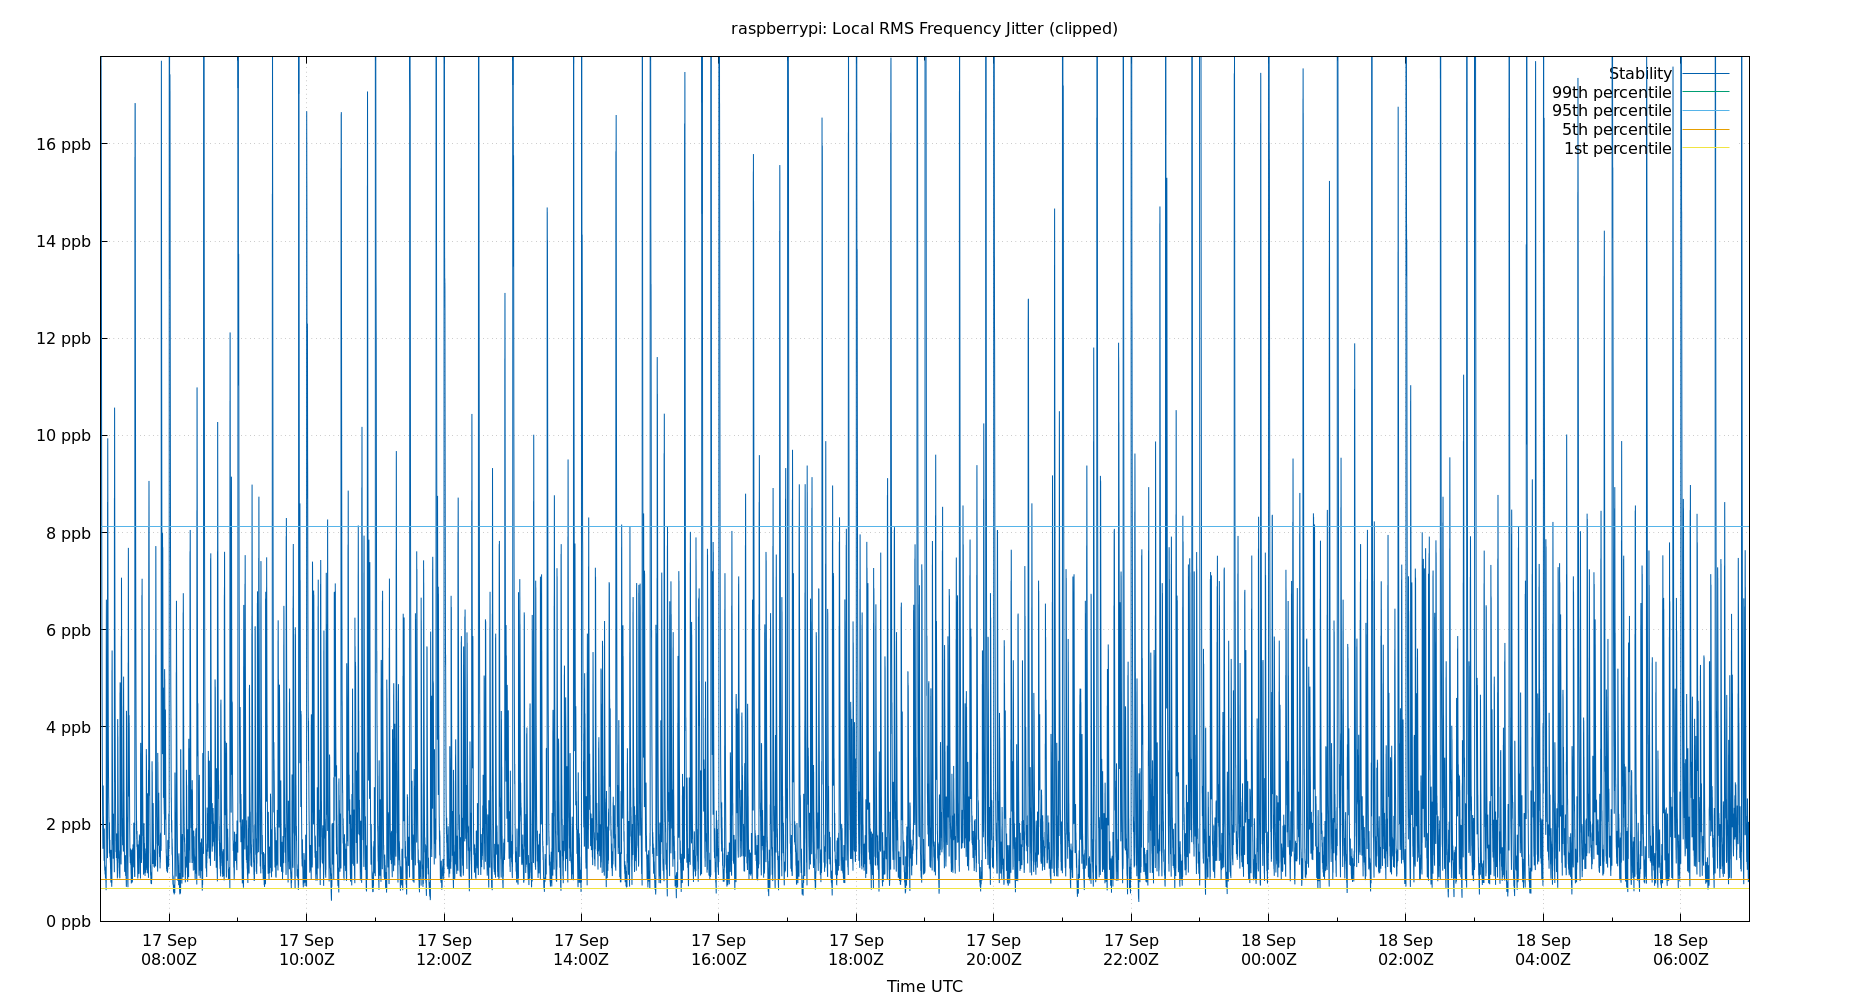 raspberrypi: Local RMS Frequency Jitter (clipped)
Stability
99th percentile
95th percentile
5th percentile
1st percentile
16 ppb
14 ppb
12 ppb
10 ppb
8 ppb
6 ppb
4 ppb
2 ppb
0 ppb
17 Sep 17 Sep 17 Sep 17 Sep 17 Sep 17 Sep 17 Sep 17 Sep 18 Sep 18 Sep 18 Sep 18 Sep
08:00Z 10:00Z 12:00Z 14:00Z 16:00Z 18:00Z 20:00Z 22:00Z 00:00Z 02:00Z 04:00Z 06:00Z
Time UTC